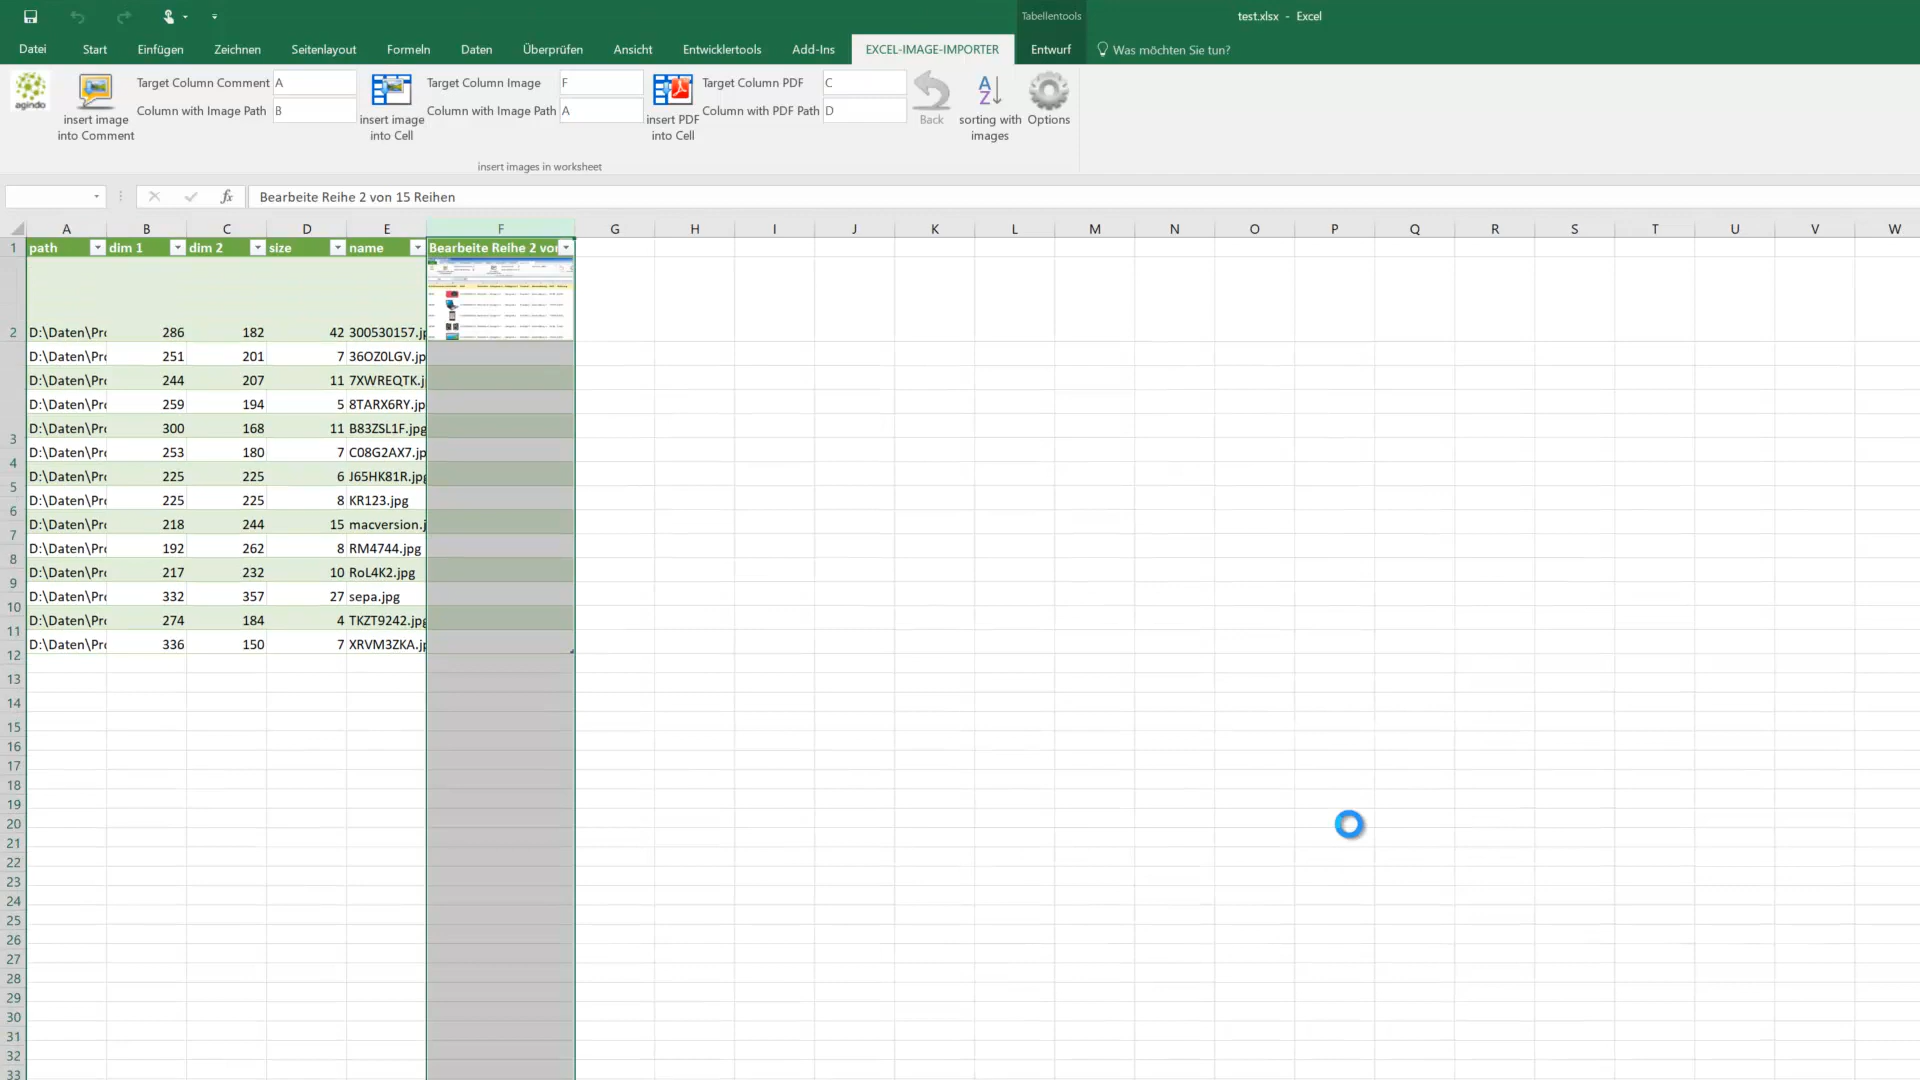 Tabellentools
test.xlsx - Excel
Datei Start Einfügen Zeichnen Seitenlayout Formeln Daten Überprüfen Ansicht Entwicklertools Add-Ins EXCEL-IMAGE-IMPORTER Entwurf Was möchten Sie tun?
agindo
insert image into Comment
Target Column Comment A
Column with Image Path B
insert image into Cell
Target Column Image F
Column with Image Path A
insert PDF into Cell
Target Column PDF C
Column with PDF Path D
Back
sorting with images
Options
insert images in worksheet
fx Bearbeite Reihe 2 von 15 Reihen
A B C D E F G H I J K L M N O P Q R S T U V W
1 path dim 1 dim 2 size name Bearbeite Reihe 2 vor
2 D:\Daten\Pro 286 182 42 300530157.jp
D:\Daten\Pro 251 201 7 36OZ0LGV.jp
D:\Daten\Pro 244 207 11 7XWREQTK.j
D:\Daten\Pro 259 194 5 8TARX6RY.jp
D:\Daten\Pro 300 168 11 B83ZSL1F.jpg
3
D:\Daten\Pro 253 180 7 C08G2AX7.jp
4
D:\Daten\Pro 225 225 6 J65HK81R.jpg
5
D:\Daten\Pro 225 225 8 KR123.jpg
6
D:\Daten\Pro 218 244 15 macversion.j
7
D:\Daten\Pro 192 262 8 RM4744.jpg
8
D:\Daten\Pro 217 232 10 RoL4K2.jpg
9
D:\Daten\Pro 332 357 27 sepa.jpg
10
D:\Daten\Pro 274 184 4 TKZT9242.jpg
11
D:\Daten\Pro 336 150 7 XRVM3ZKA.jp
12
13
14
15
16
17
18
19
20
21
22
23
24
25
26
27
28
29
30
31
32
33